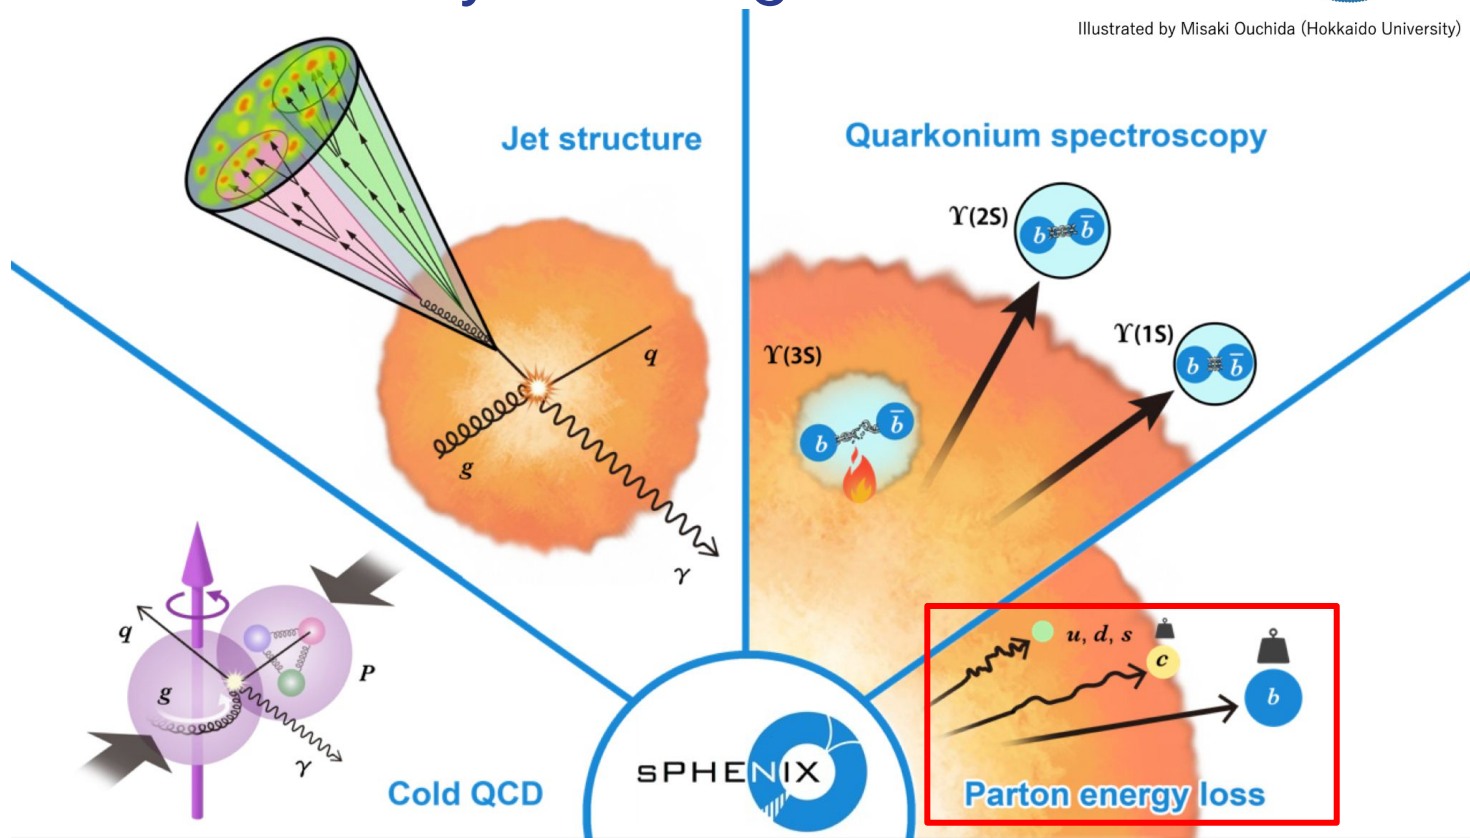 Illustrated by Misaki Ouchida (Hokkaido University)
Jet structure
q
g
γ
Quarkonium spectroscopy
ϒ(2S)
b b̅
ϒ(1S)
b b̅
ϒ(3S)
b b̅
q
g
P
γ
Cold QCD
sPHENIX
u, d, s
c
b
Parton energy loss